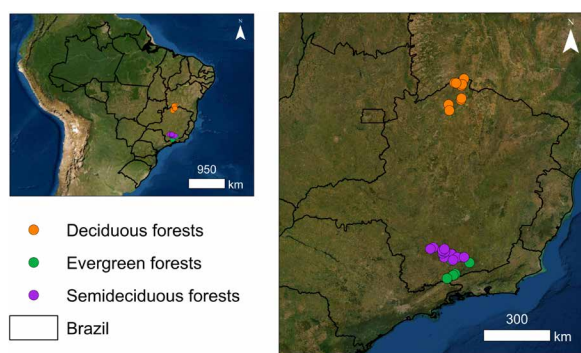 N
950
km
Deciduous forests
Evergreen forests
Semideciduous forests
Brazil
N
300
km